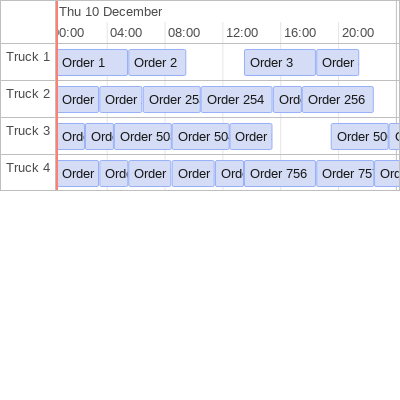 Thu 10 December
0:00 04:00 08:00 12:00 16:00 20:00
Truck 1 Order 1 Order 2 Order 3 Order
Truck 2 Order Order Order 25 Order 254 Ord Order 256
Truck 3 Ord Ord Order 50 Order 50 Order Order 50
Truck 4 Order Ord Order Order Ord Order 756 Order 75 Ord